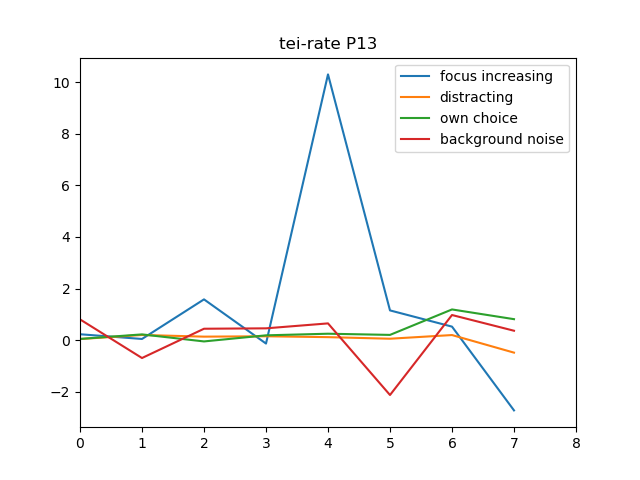 tei-rate P13
focus increasing
distracting
own choice
background noise
10
8
6
4
2
0
−2
0 1 2 3 4 5 6 7 8